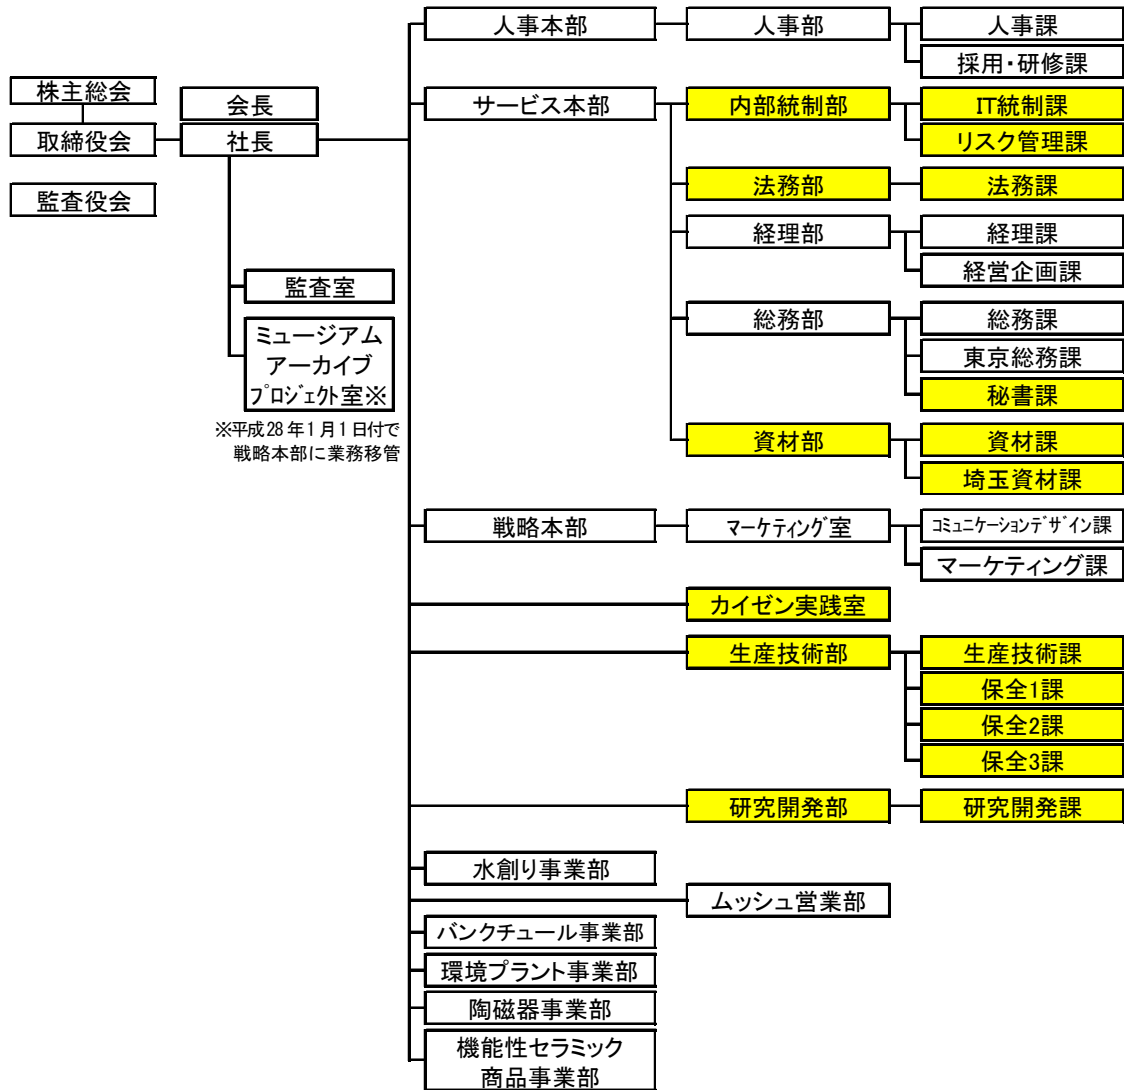 株主総会
取締役会
監査役会
会長
社長
監査室
ミュージアム
アーカイブ
プロジェクト室※
※平成28年1月1日付で
戦略本部に業務移管
人事本部
人事部
人事課
採用・研修課
サービス本部
内部統制部
IT統制課
リスク管理課
法務部
法務課
経理部
経理課
経営企画課
総務部
総務課
東京総務課
秘書課
資材部
資材課
埼玉資材課
戦略本部
マーケティング室
コミュニケーションデザイン課
マーケティング課
カイゼン実践室
生産技術部
生産技術課
保全1課
保全2課
保全3課
研究開発部
研究開発課
水創り事業部
ムッシュ営業部
バンクチュール事業部
環境プラント事業部
陶磁器事業部
機能性セラミック
商品事業部